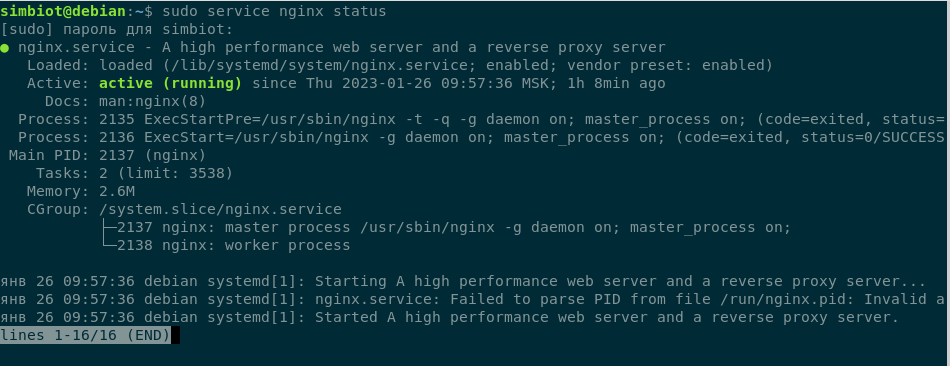 simbiot@debian:~$ sudo service nginx status
[sudo] пароль для simbiot:
● nginx.service - A high performance web server and a reverse proxy server
   Loaded: loaded (/lib/systemd/system/nginx.service; enabled; vendor preset: enabled)
   Active: active (running) since Thu 2023-01-26 09:57:36 MSK; 1h 8min ago
     Docs: man:nginx(8)
  Process: 2135 ExecStartPre=/usr/sbin/nginx -t -q -g daemon on; master_process on; (code=exited, status=
  Process: 2136 ExecStart=/usr/sbin/nginx -g daemon on; master_process on; (code=exited, status=0/SUCCESS
 Main PID: 2137 (nginx)
    Tasks: 2 (limit: 3538)
   Memory: 2.6M
   CGroup: /system.slice/nginx.service
           ├─2137 nginx: master process /usr/sbin/nginx -g daemon on; master_process on;
           └─2138 nginx: worker process

янв 26 09:57:36 debian systemd[1]: Starting A high performance web server and a reverse proxy server...
янв 26 09:57:36 debian systemd[1]: nginx.service: Failed to parse PID from file /run/nginx.pid: Invalid a
янв 26 09:57:36 debian systemd[1]: Started A high performance web server and a reverse proxy server.
lines 1-16/16 (END)